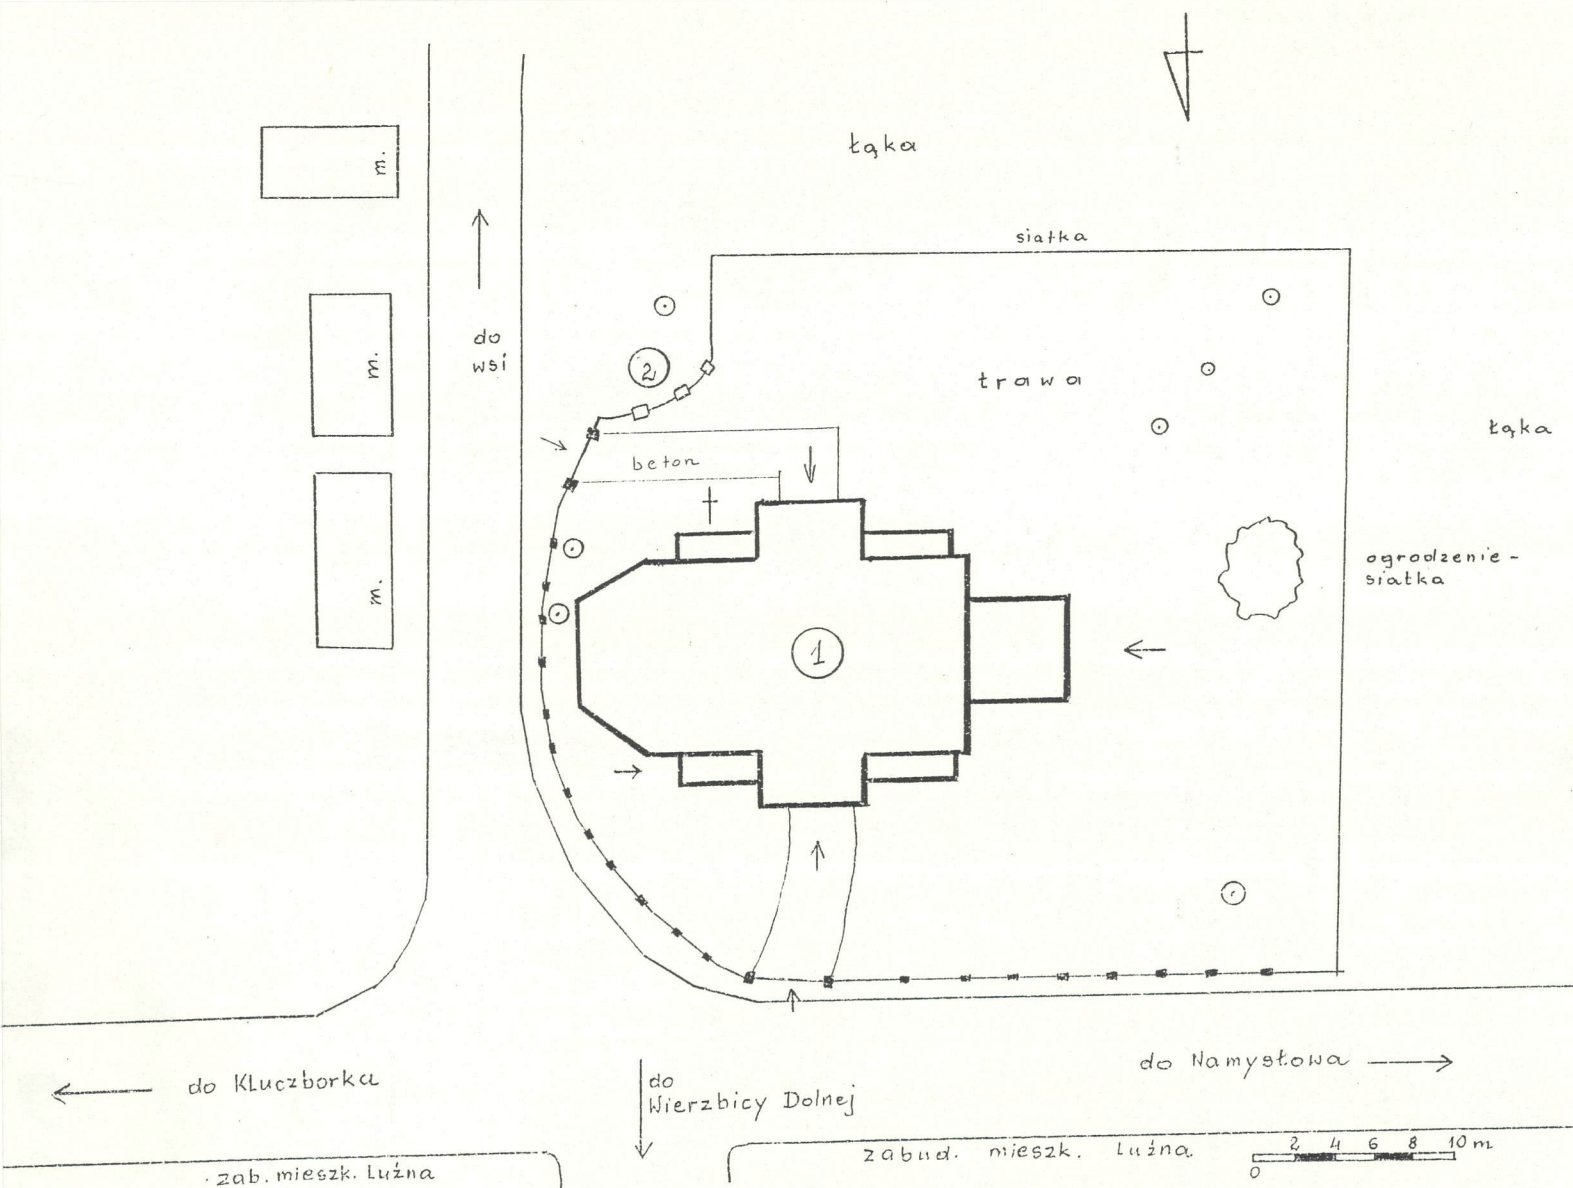 łąka
m.
siatka
do
wsi
m.
2
trawa
łąka
beton
ogrodzenie -
siatka
m.
1
do Namysłowa
do Kluczborka
do
Wierzbicy Dolnej
zabud. mieszk. luźna
2 4 6 8 10 m
0
zab. mieszk. luźna